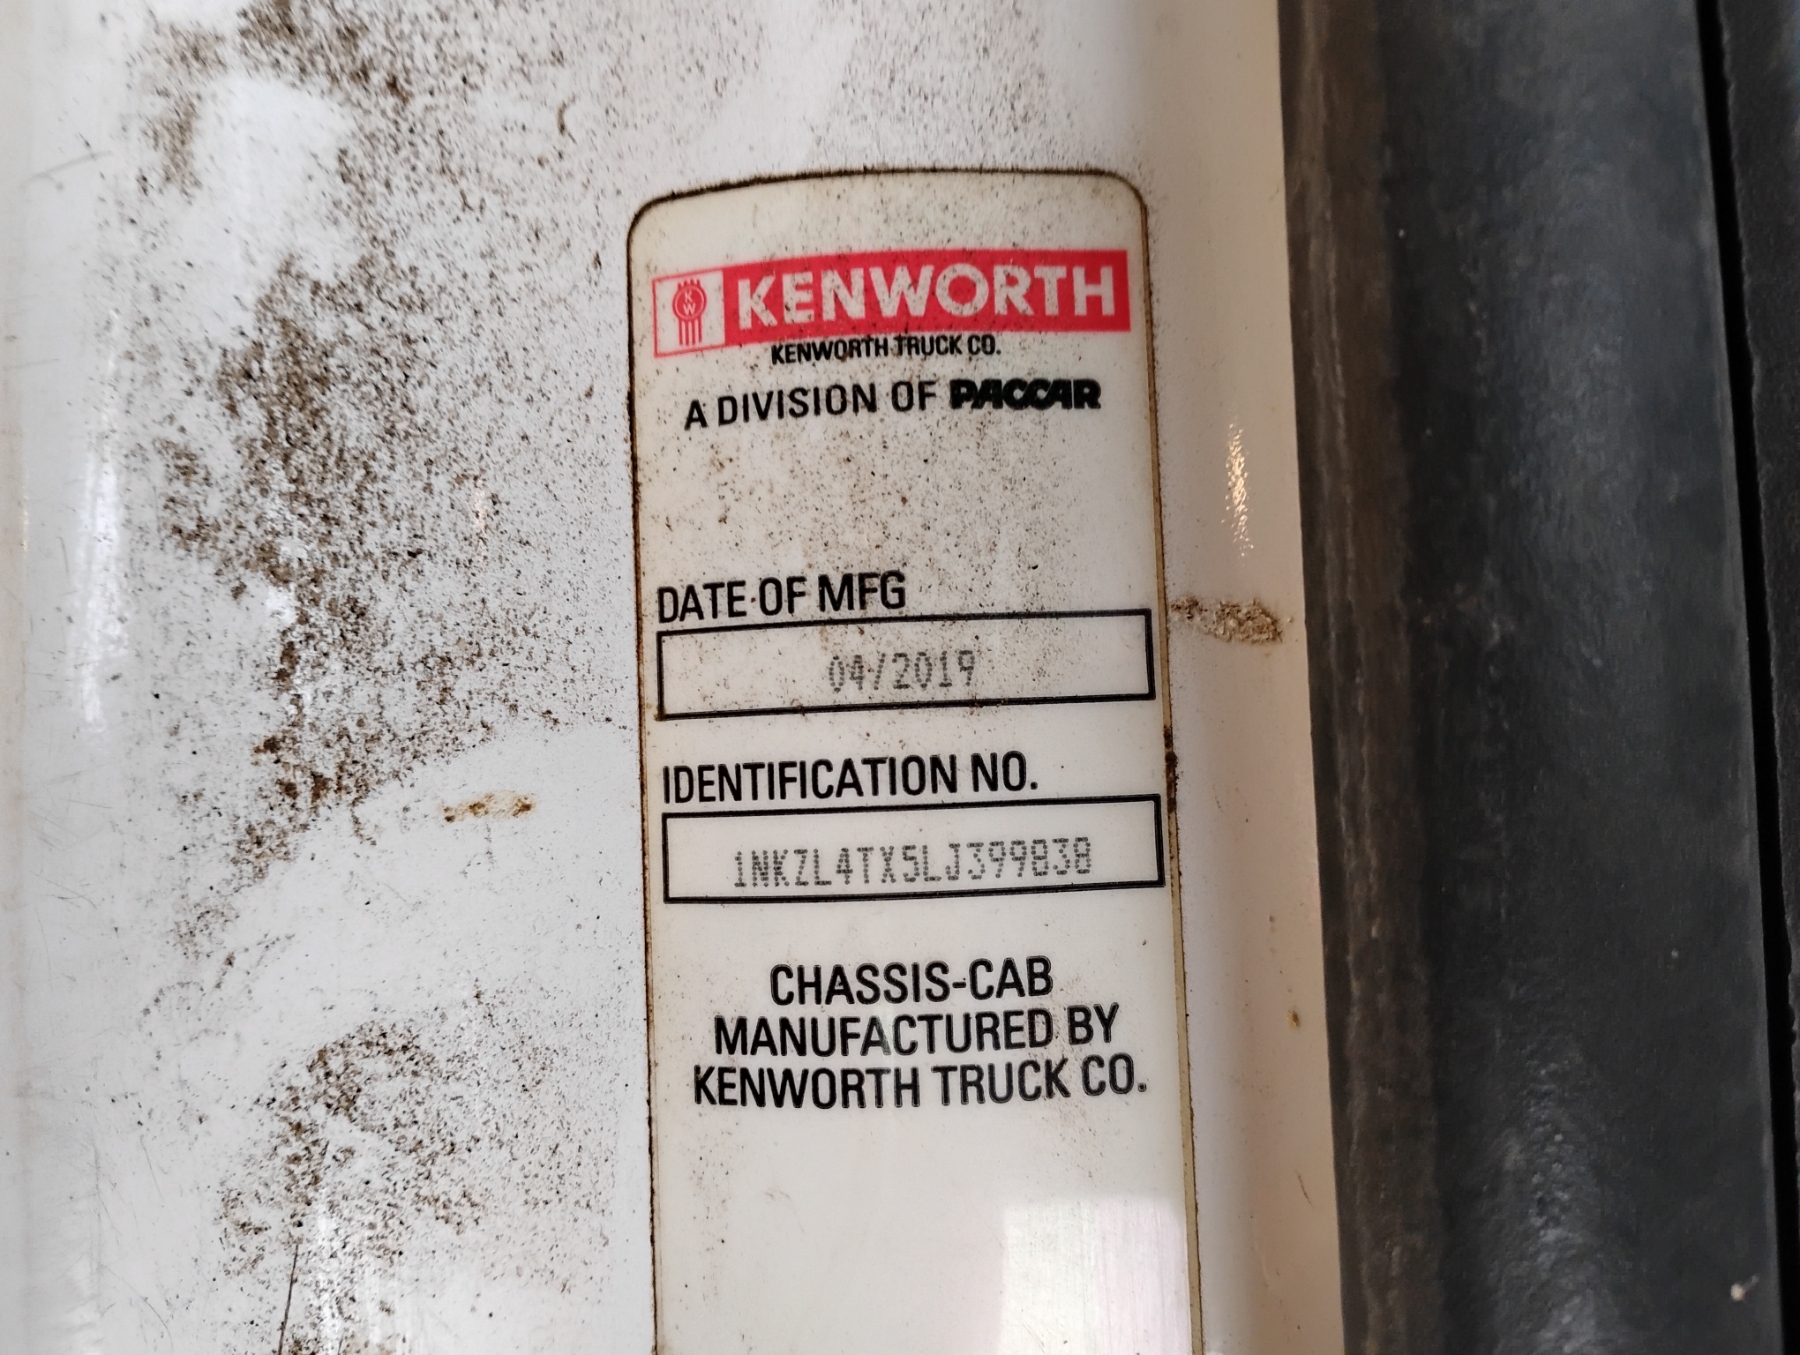 KW KENWORTH
KENWORTH TRUCK CO.
A DIVISION OF PACCAR
DATE OF MFG
04/2019
IDENTIFICATION NO.
1NKZL4TX5LJ399838
CHASSIS-CAB
MANUFACTURED BY
KENWORTH TRUCK CO.